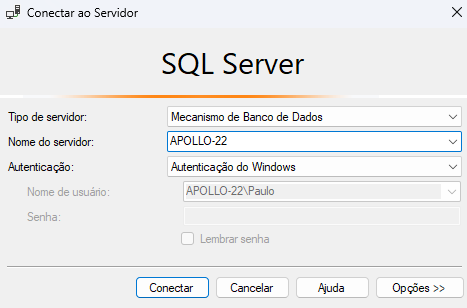 Conectar ao Servidor
SQL Server
Tipo de servidor: Mecanismo de Banco de Dados
Nome do servidor: APOLLO-22
Autenticação: Autenticação do Windows
Nome de usuário: APOLLO-22\Paulo
Senha:
Lembrar senha
Conectar Cancelar Ajuda Opções >>